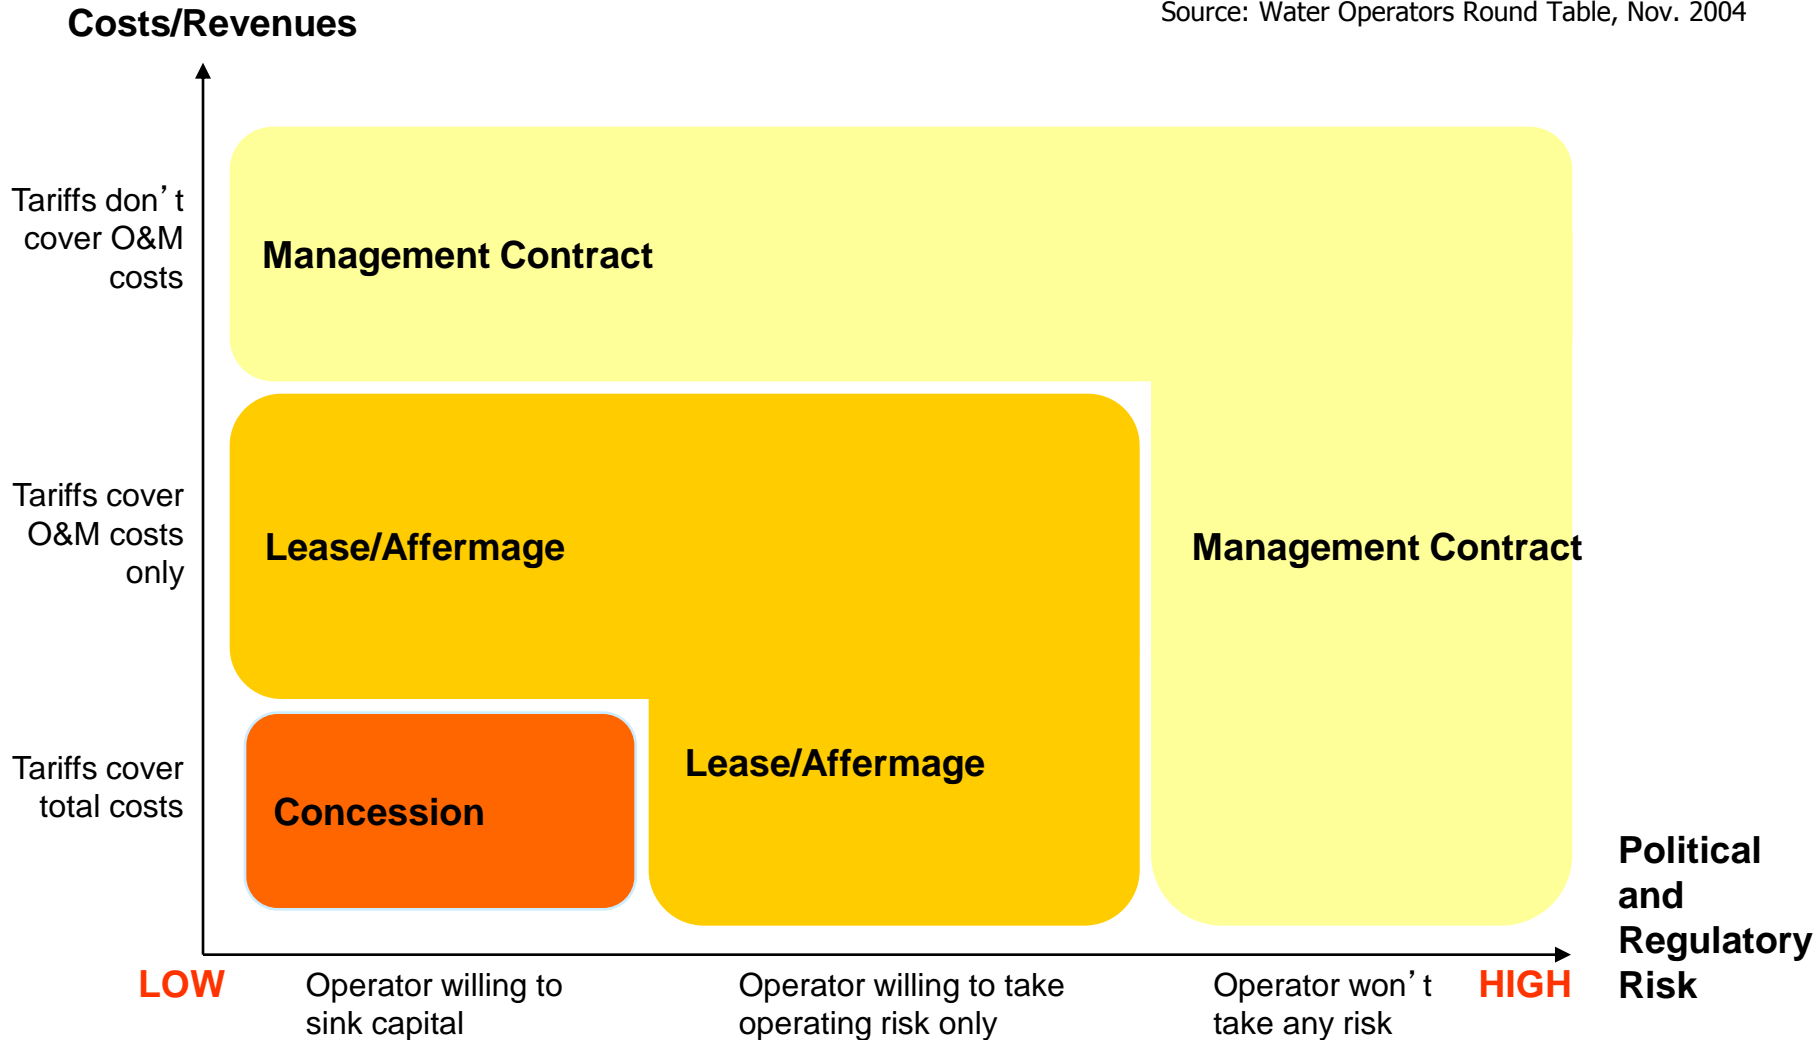 Source: Water Operators Round Table, Nov. 2004
Costs/Revenues
Tariffs don’t
cover O&M
costs
Management Contract
Tariffs cover
O&M costs
only
Lease/Affermage
Management Contract
Tariffs cover
total costs
Concession
Lease/Affermage
Political
and
Regulatory
Risk
LOW
Operator willing to
sink capital
Operator willing to take
operating risk only
Operator won’t
take any risk
HIGH